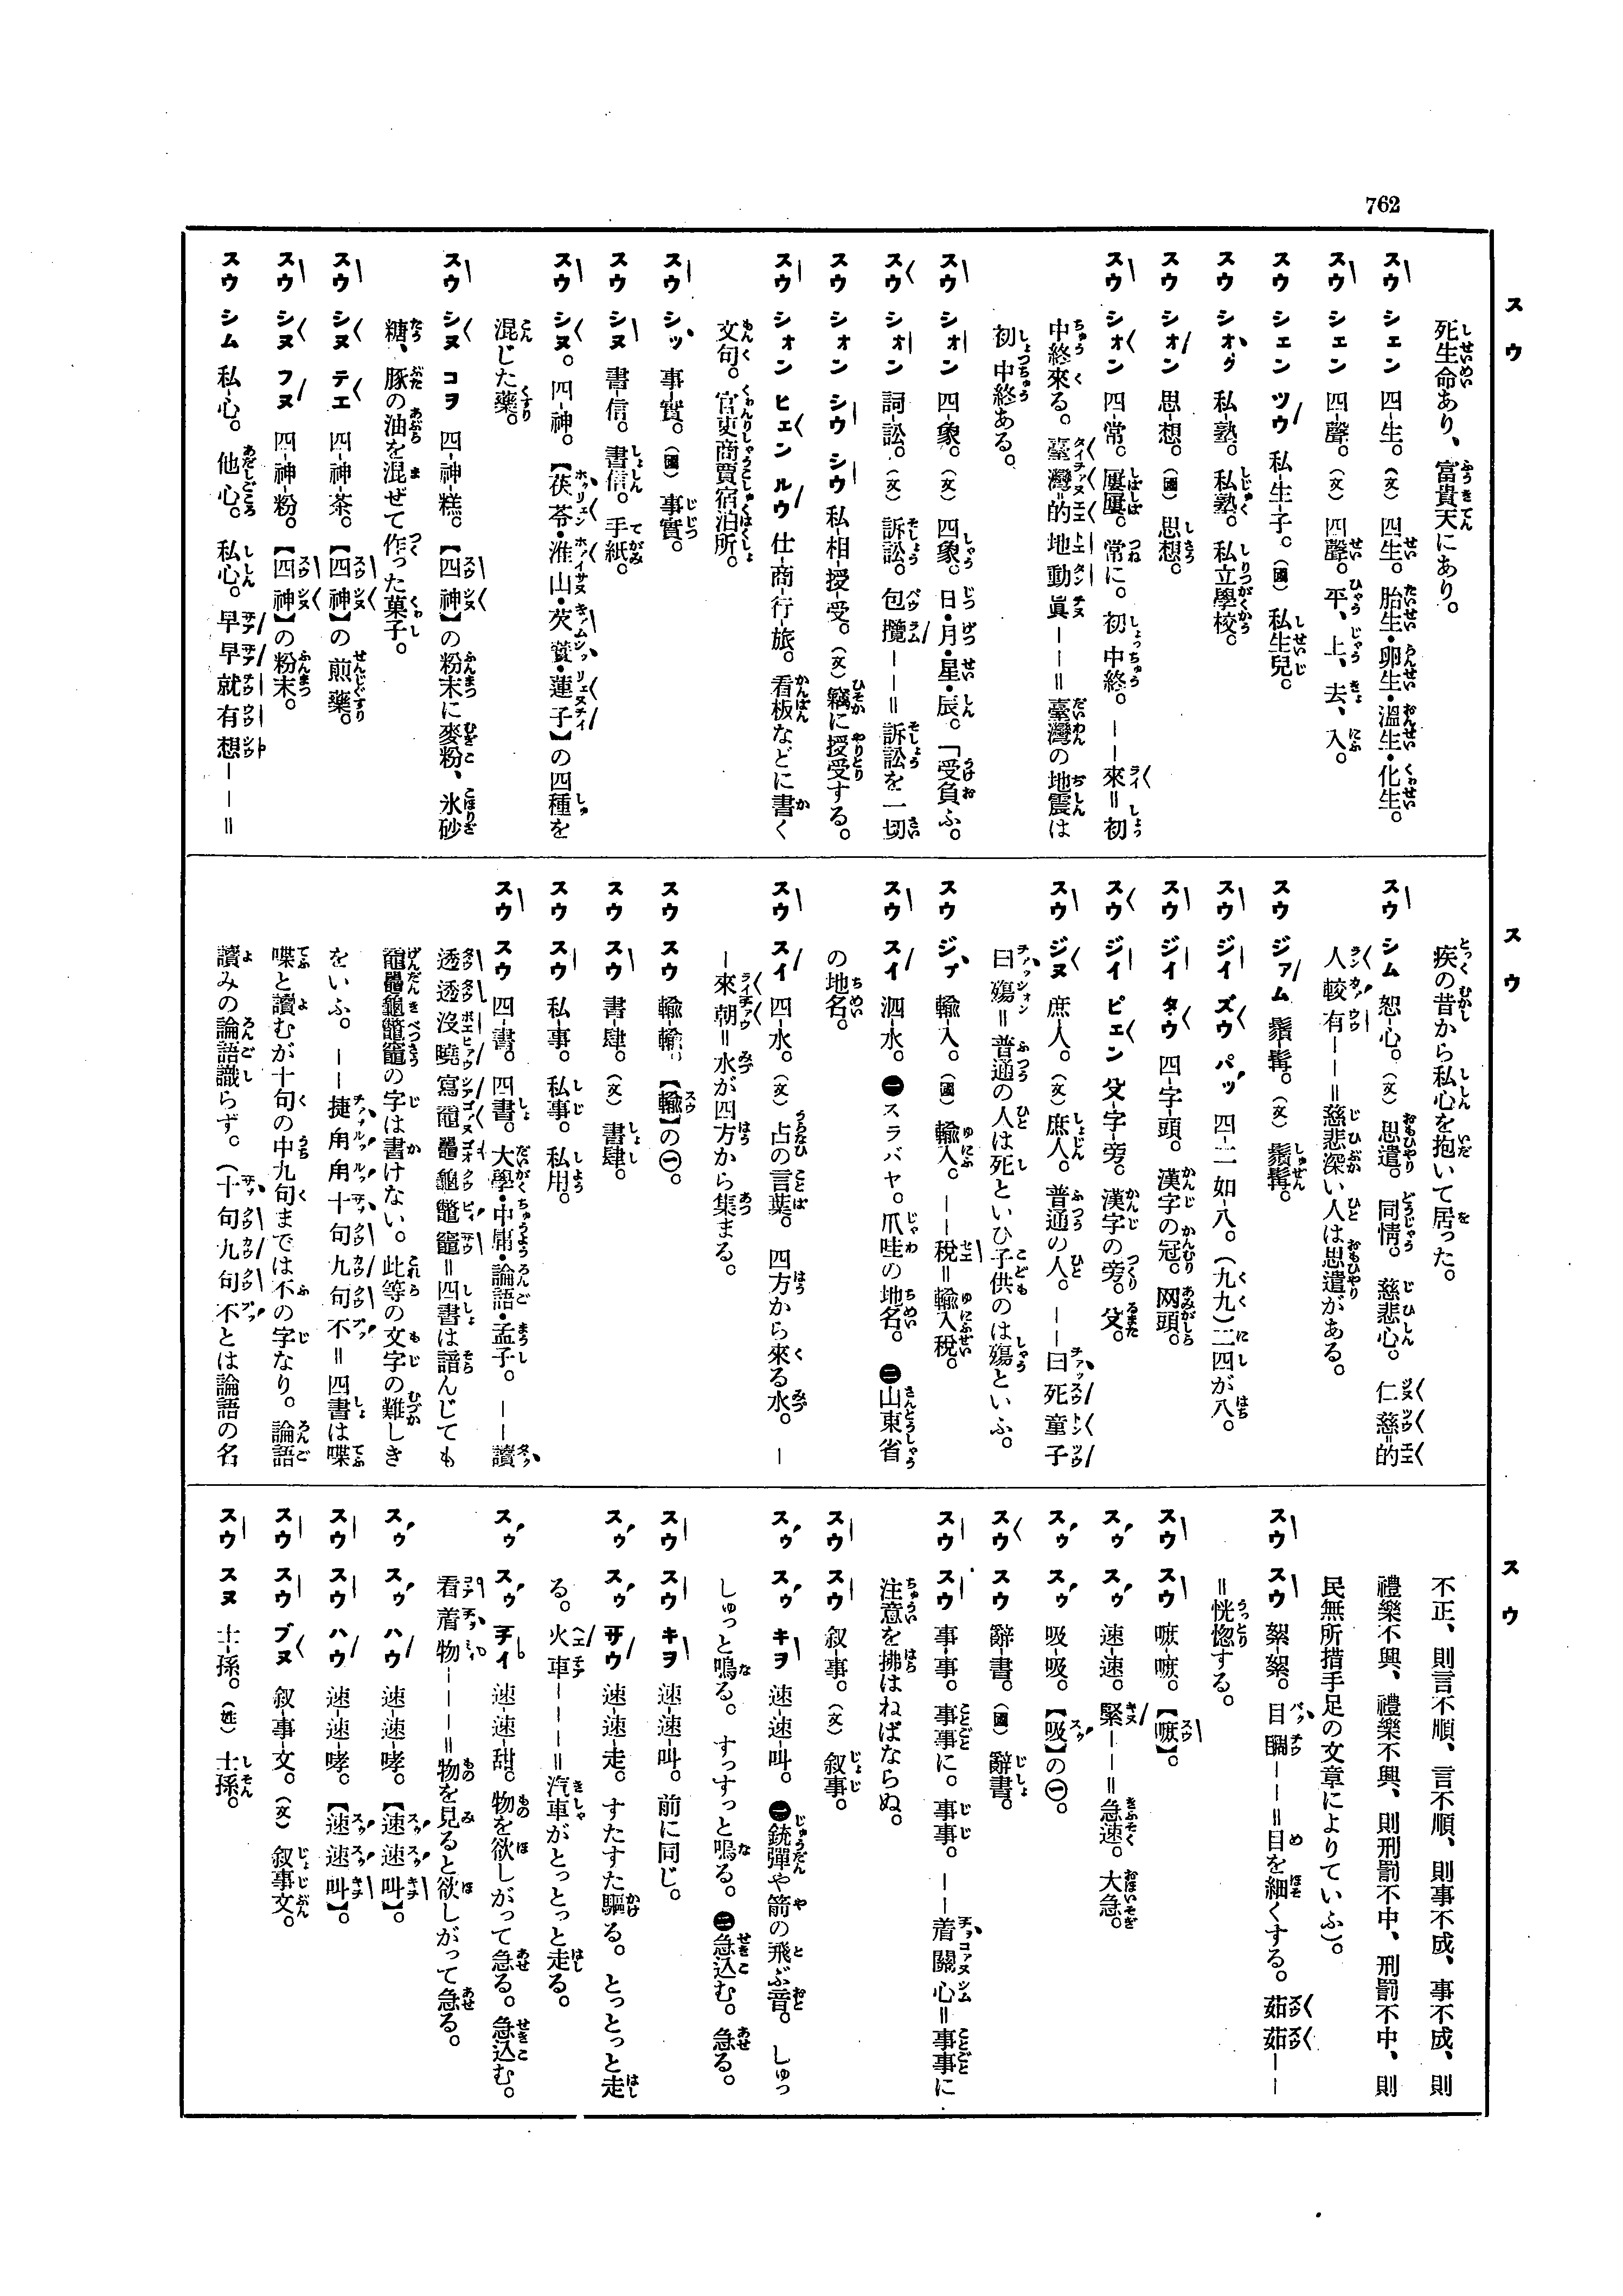 762
スウ
死生命あり、富貴天にあり。
スウ シェン 四-生。(文) 四生。胎生・卵生・溫生・化生。
スウ シェン 四-聲。(文) 四聲。平、上、去、入。
スウ シェン ツウ 私-生-子。(國) 私生兒。
スウ シォク 私-塾。私塾。私立學校。
スウ シォン 思-想。(國) 思想。
スウ シォン 四-常。屢屢。常に。初中終。——來=初
中終來る。臺灣的地動眞———=臺灣の地震は
初中終ある。
スウ シォン 四-象。(文) 四象。日・月・星・辰。「受負ふ。
スウ シォン 詞-訟。(文) 訴訟。包攬———=訴訟を一切
スウ シォン シウ シウ 私-相-授-受。(文) 竊に授受する。
スウ シォン ヒェン ルウ 仕-商-行-旅。看板などに書く
文句。官吏商賈宿泊所。
スウ シッ 事-實。(國) 事實。
スウ シヌ 書-信。書信。手紙。
スウ シヌ。四-神。【茯苓・淮山・芡實・蓮子】の四種を
混じた藥。
スウ シヌ コヲ 四-神-糕。【四神】の粉末に麥粉、氷砂
糖、豚の油を混ぜて作った菓子。
スウ シヌ テエ 四-神-茶。【四神】の煎藥。
スウ シヌ フヌ 四-神-粉。【四神】の粉末。
スウ シム 私-心。他心。私心。早早就有想———=
スウ
疾の昔から私心を抱いて居った。
スウ シム 恕-心。(文) 思遣。同情。慈悲心。仁慈的
人較有——=慈悲深い人は思遣がある。
スウ ジァム 鬚-髯。(文) 鬚髯。
スウ ジイ ズウ パッ 四-二-如-八。(九九)二四が八。
スウ ジイ タウ 四-字-頭。漢字の冠。网頭。
スウ ジイ ピェン 殳-字-旁。漢字の旁。殳。
スウ ジヌ 庶-人。(文) 庶人。普通の人。——曰死童子
曰殤=普通の人は死といひ子供のは殤といふ。
スウ ジプ 輸-入。(國) 輸入。——稅=輸入稅。
スウ スイ 泗-水。㊀スラバヤ。爪哇の地名。㊁山東省
の地名。
スウ スイ 四-水。(文) 占の言葉。四方から來る水。—
—來朝=水が四方から集まる。
スウ スウ 輸-輸。【輸】の㊀。
スウ スウ 書-肆。(文) 書肆。
スウ スウ 私-事。私事。私用。
スウ スウ 四-書。四書。大學・中庸・論語・孟子。——讀
透透沒曉寫黿鼉龜鼈竈=四書は諳んじても
黿鼉龜鼈竈の字は書けない。此等の文字の難しき
をいふ。——捷角角十句九句不=四書は喋
喋と讀むが十句の中九句までは不の字なり。論語
讀みの論語識らず。(十句九句不とは論語の名
スウ
不正、則言不順、言不順、則事不成、事不成、則
禮樂不興、禮樂不興、則刑罰不中、刑罰不中、則
民無所措手足の文章によりていふ)。
スウ スウ 絮絮。目瞯——=目を細くする。茹茹——
=恍惚する。
スウ スウ 嗾-嗾。【嗾】。
スゥ スゥ 速-速。緊——=急速。大急。
スゥ スゥ 吸-吸。【吸】の㊀。
スウ スウ 辭-書。(國) 辭書。
スウ スウ 事-事。事事に。事事。——着關心=事事に
注意を拂はねばならぬ。
スウ スウ 叙-事。(文) 叙事。
スゥ スゥ キヲ 速-速-叫。㊀銃彈や箭の飛ぶ音。しゅっ
しゅっと鳴る。すっすっと鳴る。㊁急込む。急る。
スウ スウ キヲ 速-速-叫。前に同じ。
スゥ スゥ サウ 速-速-走。すたすた驅る。とっとっと走
る。火車———=汽車がとっとっと走る。
スゥ スゥ チイ 速-速-甜。物を欲しがって急る。急込む。
看着物———=物を見ると欲しがって急る。
スゥ スゥ ハウ 速-速-哮。【速速叫】。
スウ スウ ハウ 速-速-哮。【速速叫】。
スウ スウ ブヌ 叙-事-文。(文) 叙事文。
スウ スヌ 士-孫。(姓) 士孫。